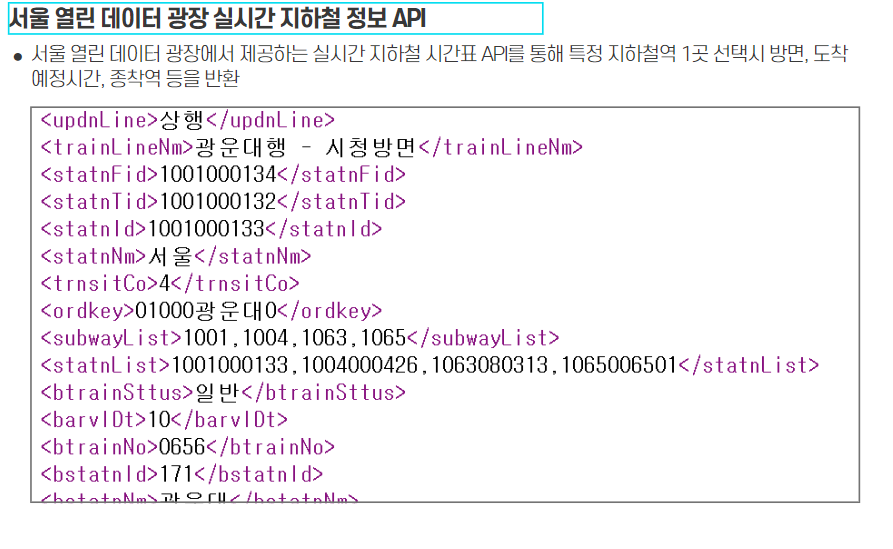 서울 열린 데이터 광장 실시간 지하철 정보 API
● 서울 열린 데이터 광장에서 제공하는 실시간 지하철 시간표 API를 통해 특정 지하철역 1곳 선택시 방면, 도착
예정시간, 종착역 등을 반환
<updnLine>상행</updnLine>
<trainLineNm>광운대행 - 시청방면</trainLineNm>
<statnFid>1001000134</statnFid>
<statnTid>1001000132</statnTid>
<statnId>1001000133</statnId>
<statnNm>서울</statnNm>
<trnsitCo>4</trnsitCo>
<ordkey>01000광운대0</ordkey>
<subwayList>1001,1004,1063,1065</subwayList>
<statnList>1001000133,1004000426,1063080313,1065006501</statnList>
<btrainSttus>일반</btrainSttus>
<barvlDt>10</barvlDt>
<btrainNo>0656</btrainNo>
<bstatnId>171</bstatnId>
<bstatnNm>광운대</bstatnNm>